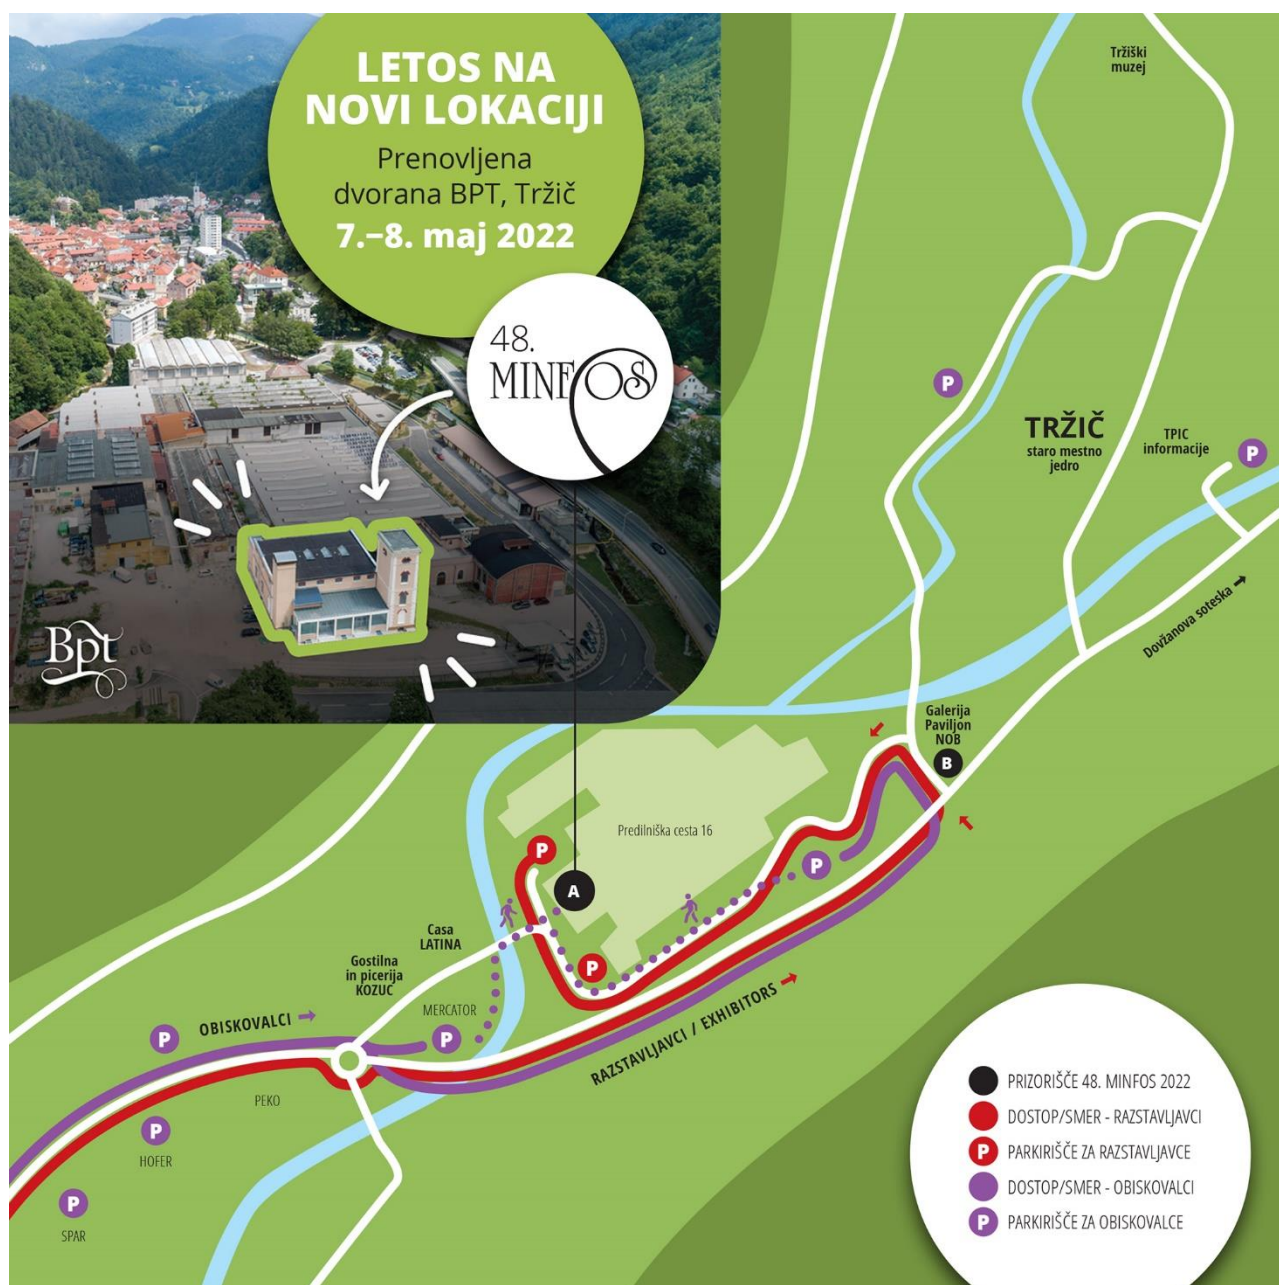 LETOS NA
NOVI LOKACIJI
Prenovljena
dvorana BPT, Tržič
7.–8. maj 2022
48.
MINFOS
Bpt
Tržiški
muzej
P
TRŽIČ
staro mestno
jedro
TPIC
informacije
P
Dovžanova soteska
Galerija
Paviljon
NOB
B
Predilniška cesta 16
P
A
P
P
Casa
LATINA
Gostilna
in picerija
KOZUC
MERCATOR
P
OBISKOVALCI
P
RAZSTAVLJAVCI / EXHIBITORS
PEKO
P
HOFER
P
SPAR
PRIZORIŠČE 48. MINFOS 2022
DOSTOP/SMER - RAZSTAVLJAVCI
P PARKIRIŠČE ZA RAZSTAVLJAVCE
DOSTOP/SMER - OBISKOVALCI
P PARKIRIŠČE ZA OBISKOVALCE